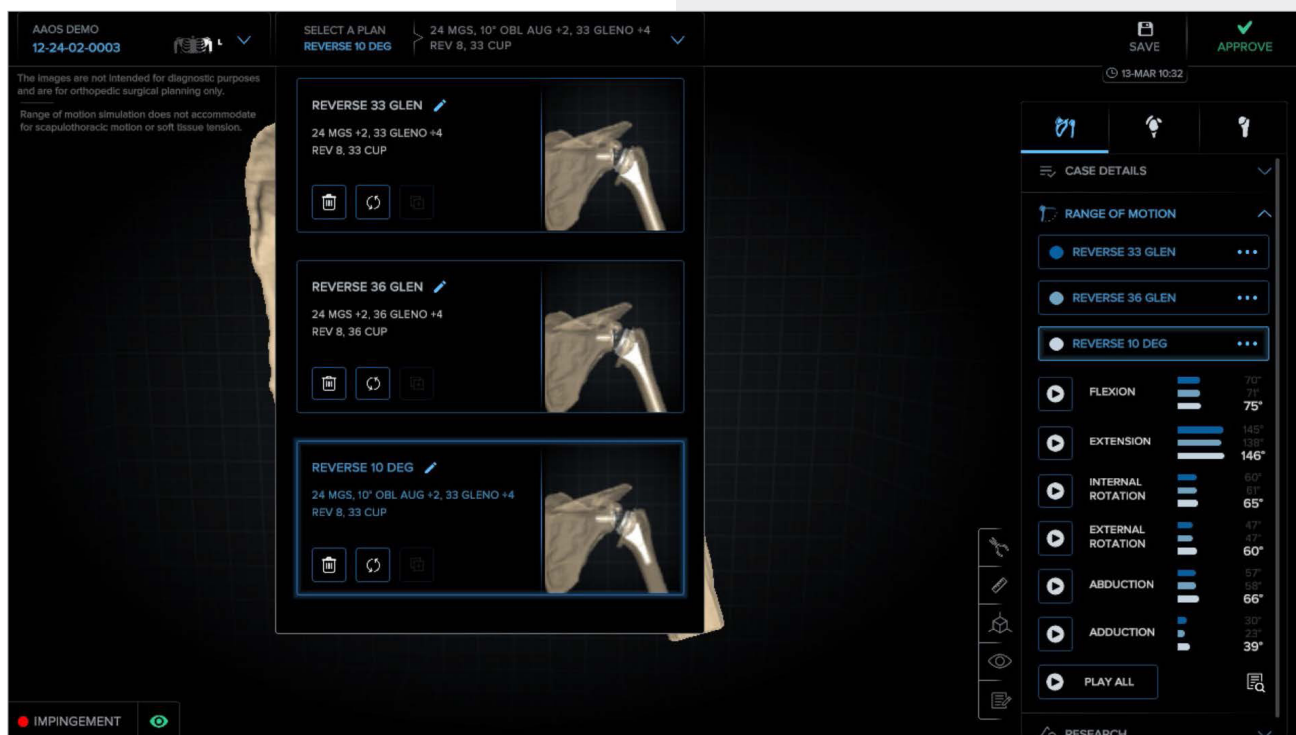 AAOS DEMO
12-24-02-0003
L
SELECT A PLAN
REVERSE 10 DEG
24 MGS, 10° OBL AUG +2, 33 GLENO +4
REV 8, 33 CUP
SAVE
APPROVE
13-MAR 10:32
The images are not intended for diagnostic purposes
and are for orthopedic surgical planning only.
Range of motion simulation does not accommodate
for scapulothoracic motion or soft tissue tension.
REVERSE 33 GLEN
24 MGS +2, 33 GLENO +4
REV 8, 33 CUP
REVERSE 36 GLEN
24 MGS +2, 36 GLENO +4
REV 8, 36 CUP
REVERSE 10 DEG
24 MGS, 10° OBL AUG +2, 33 GLENO +4
REV 8, 33 CUP
CASE DETAILS
RANGE OF MOTION
REVERSE 33 GLEN
REVERSE 36 GLEN
REVERSE 10 DEG
FLEXION
70°
71°
75°
EXTENSION
145°
138°
146°
INTERNAL
ROTATION
60°
61°
65°
EXTERNAL
ROTATION
47°
47°
60°
ABDUCTION
57°
58°
66°
ADDUCTION
30°
23°
39°
PLAY ALL
RESEARCH
IMPINGEMENT